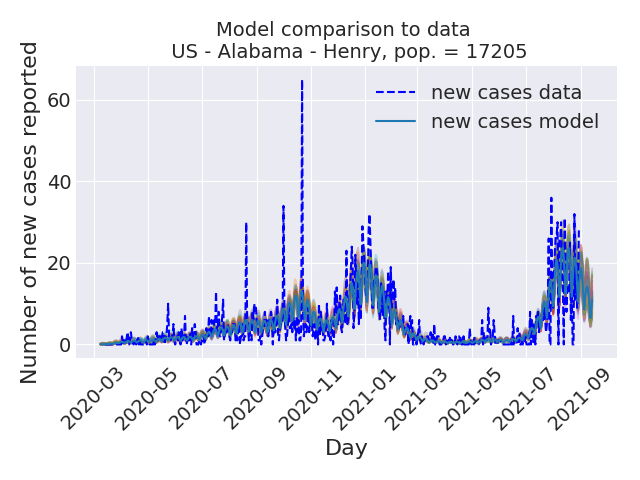 Model comparison to data
US - Alabama - Henry, pop. = 17205
Number of new cases reported
60
40
20
0
new cases data
new cases model
2020-03
2020-05
2020-07
2020-09
2020-11
2021-01
2021-03
2021-05
2021-07
2021-09
Day